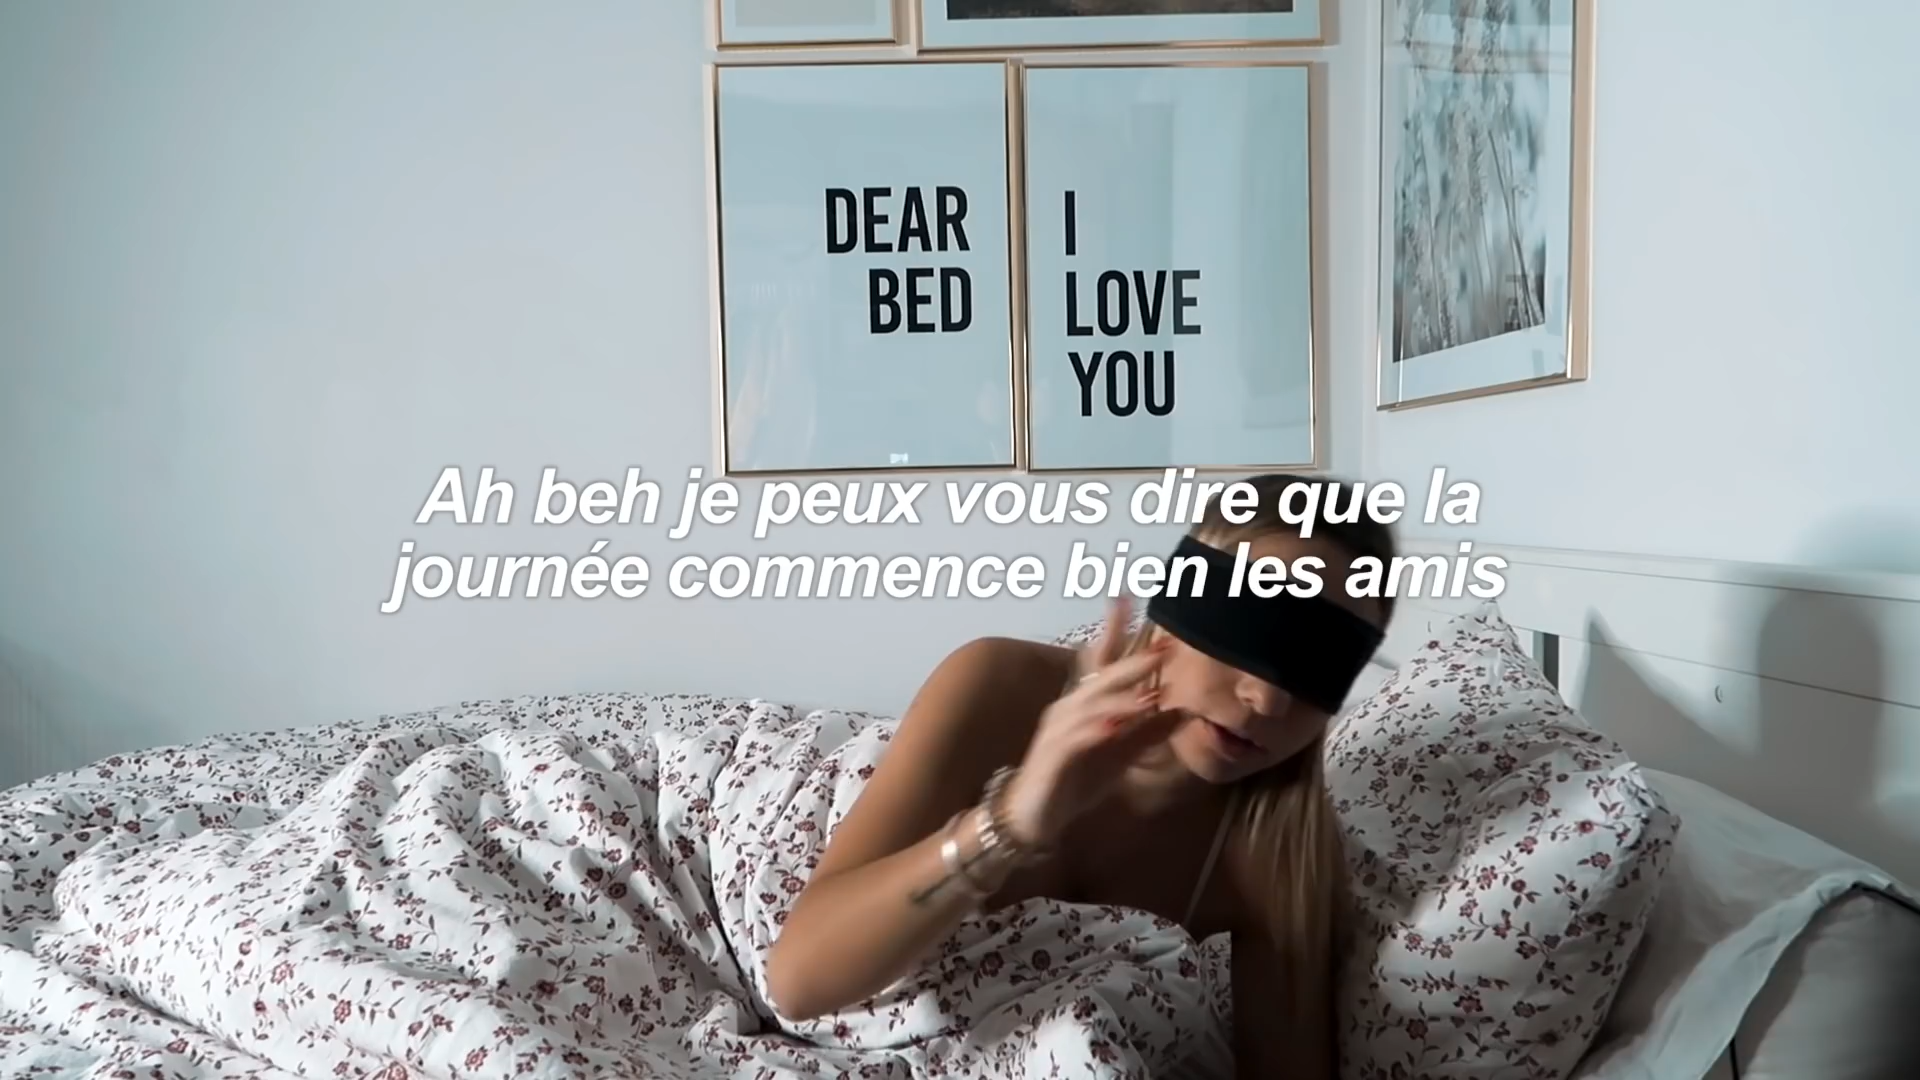 DEAR
BED
I
LOVE
YOU
Ah beh je peux vous dire que la
journée commence bien les amis